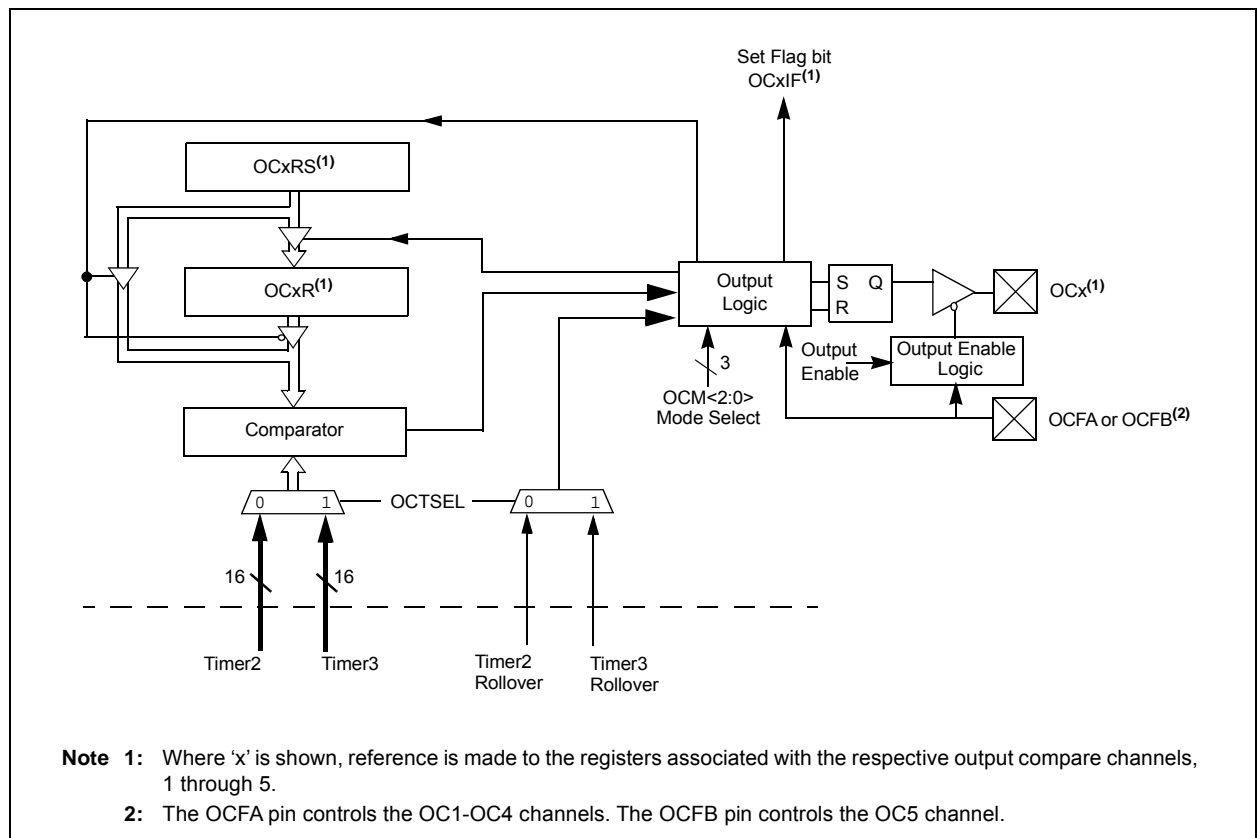 Set Flag bit
OCxIF(1)
OCxRS(1)
OCxR(1)
Output
Logic
S Q
R
OCx(1)
Output
Enable
Output Enable
Logic
3
OCM<2:0>
Mode Select
OCFA or OCFB(2)
Comparator
0 1
OCTSEL
0 1
16
16
Timer2
Timer3
Timer2
Rollover
Timer3
Rollover
Note 1: Where ‘x’ is shown, reference is made to the registers associated with the respective output compare channels,
1 through 5.
2: The OCFA pin controls the OC1-OC4 channels. The OCFB pin controls the OC5 channel.